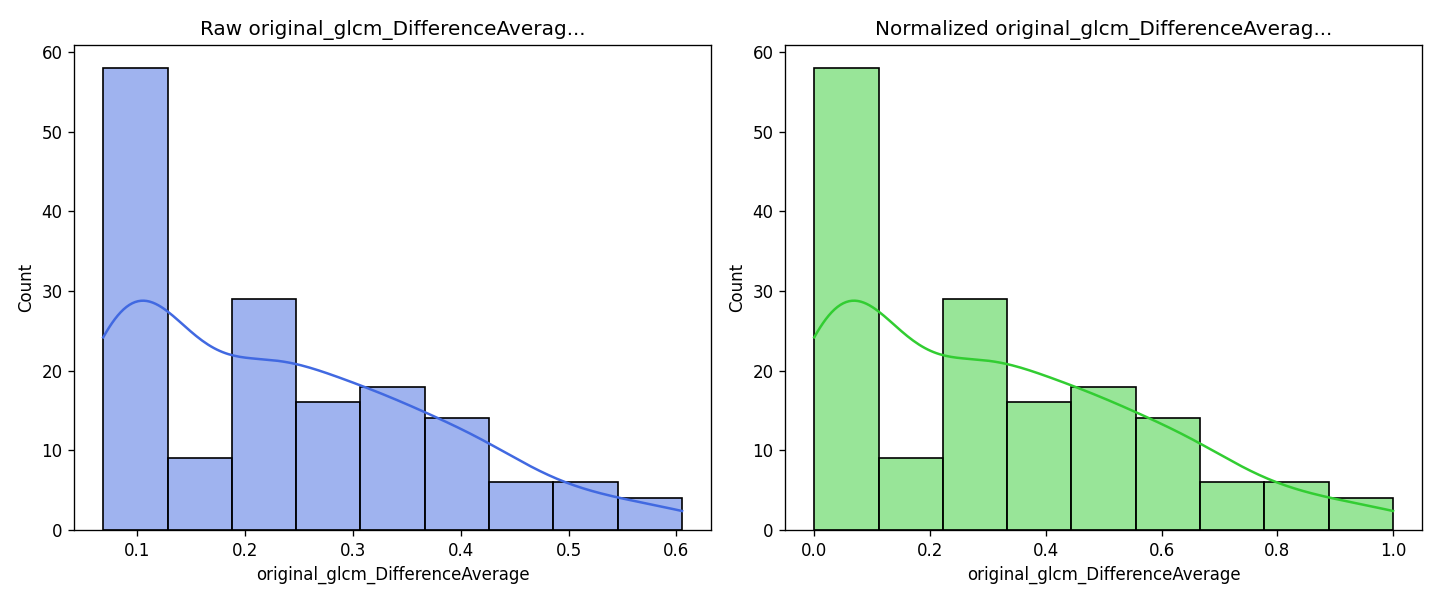 Raw original_glcm_DifferenceAverag...
Count
60
50
40
30
20
10
0
0.1 0.2 0.3 0.4 0.5 0.6
original_glcm_DifferenceAverage
Normalized original_glcm_DifferenceAverag...
Count
60
50
40
30
20
10
0
0.0 0.2 0.4 0.6 0.8 1.0
original_glcm_DifferenceAverage